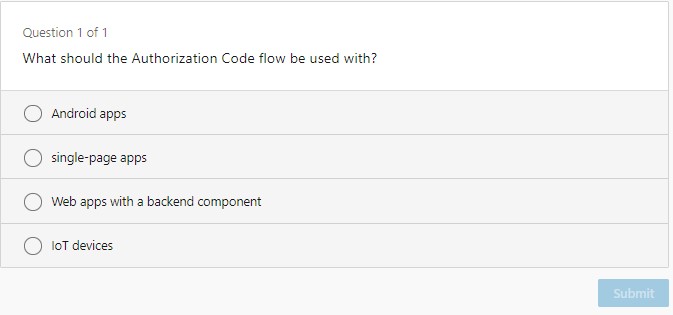 Question 1 of 1
What should the Authorization Code flow be used with?
Android apps
single-page apps
Web apps with a backend component
IoT devices
Submit